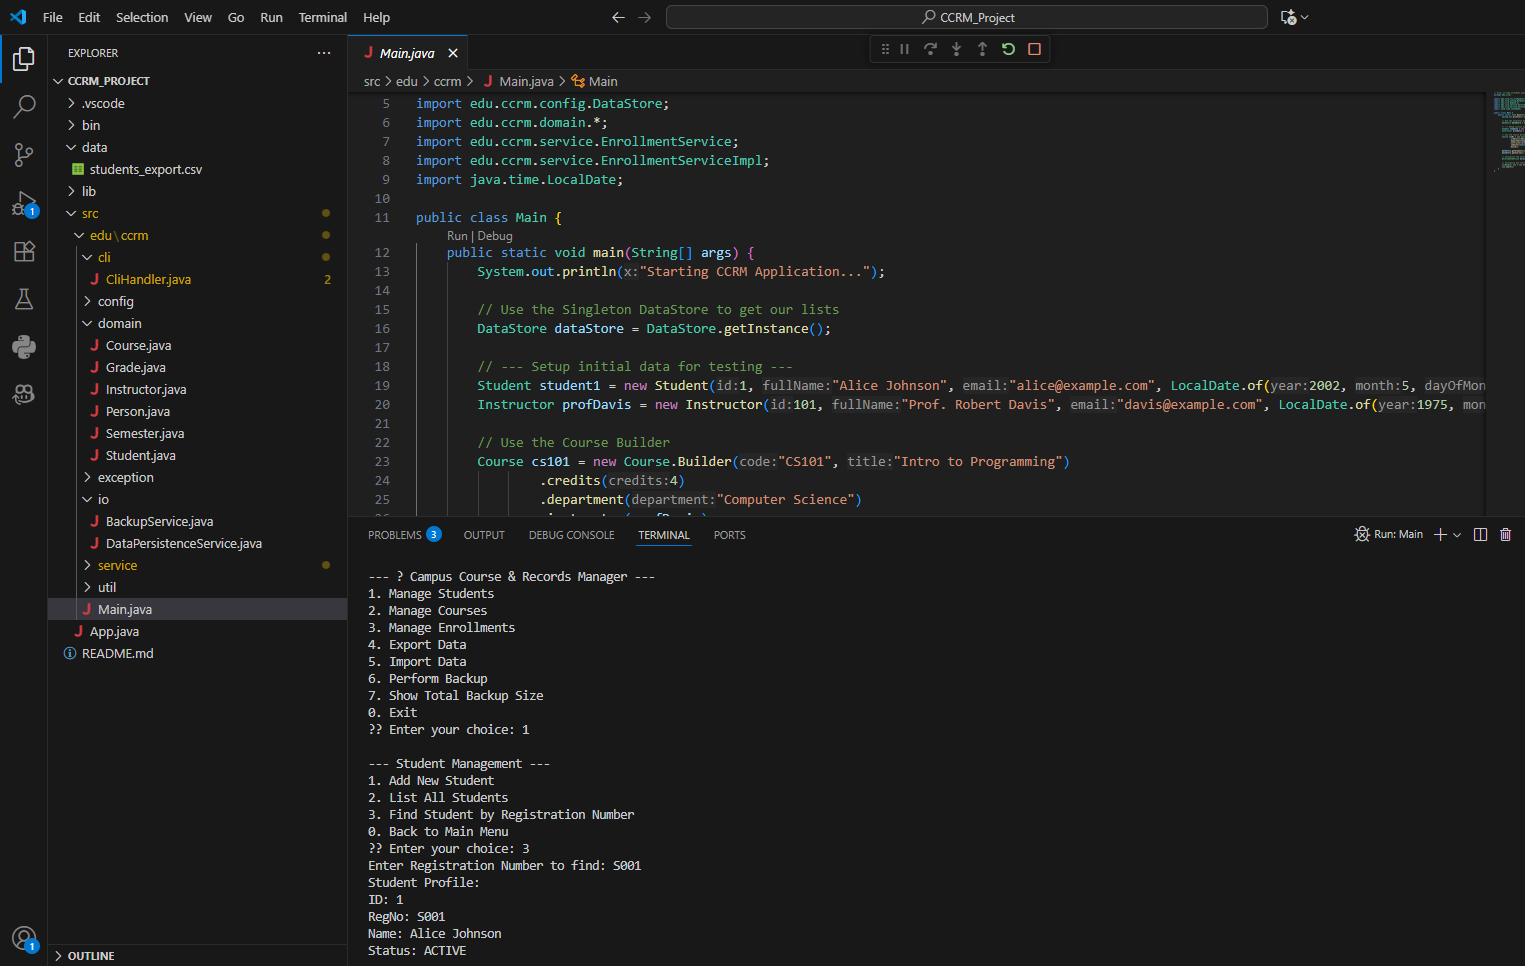 File Edit Selection View Go Run Terminal Help
CCRM_Project
EXPLORER
CCRM_PROJECT
.vscode
bin
data
students_export.csv
lib
src
edu\ccrm
cli
CliHandler.java 2
config
domain
Course.java
Grade.java
Instructor.java
Person.java
Semester.java
Student.java
exception
io
BackupService.java
DataPersistenceService.java
service
util
Main.java
App.java
README.md
OUTLINE
1
1
Main.java
src > edu > ccrm > Main.java > Main
5 import edu.ccrm.config.DataStore;
6 import edu.ccrm.domain.*;
7 import edu.ccrm.service.EnrollmentService;
8 import edu.ccrm.service.EnrollmentServiceImpl;
9 import java.time.LocalDate;
10
11 public class Main {
Run | Debug
12 public static void main(String[] args) {
13 System.out.println(x:"Starting CCRM Application...");
14
15 // Use the Singleton DataStore to get our lists
16 DataStore dataStore = DataStore.getInstance();
17
18 // --- Setup initial data for testing ---
19 Student student1 = new Student(id:1, fullName:"Alice Johnson", email:"alice@example.com", LocalDate.of(year:2002, month:5, dayOfMon
20 Instructor profDavis = new Instructor(id:101, fullName:"Prof. Robert Davis", email:"davis@example.com", LocalDate.of(year:1975, mon
21
22 // Use the Course Builder
23 Course cs101 = new Course.Builder(code:"CS101", title:"Intro to Programming")
24 .credits(credits:4)
25 .department(department:"Computer Science")
PROBLEMS 3 OUTPUT DEBUG CONSOLE TERMINAL PORTS Run: Main
--- ? Campus Course & Records Manager ---
1. Manage Students
2. Manage Courses
3. Manage Enrollments
4. Export Data
5. Import Data
6. Perform Backup
7. Show Total Backup Size
0. Exit
?? Enter your choice: 1
--- Student Management ---
1. Add New Student
2. List All Students
3. Find Student by Registration Number
0. Back to Main Menu
?? Enter your choice: 3
Enter Registration Number to find: S001
Student Profile:
ID: 1
RegNo: S001
Name: Alice Johnson
Status: ACTIVE